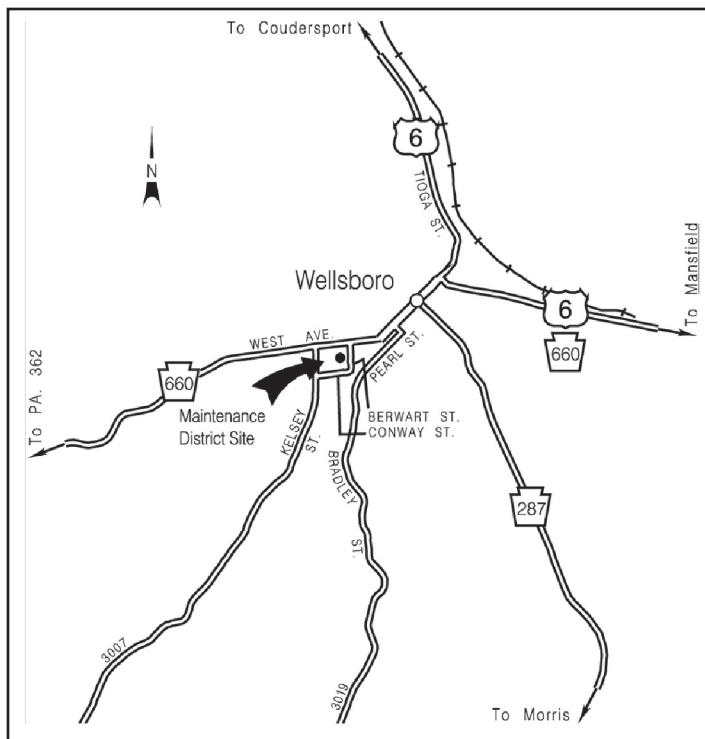 To Coudersport
6
TIOGA ST.
N
Wellsboro
To Mansfield
6
660
WEST AVE.
PEARL ST.
To PA. 362
660
Maintenance
District Site
BERWART ST.
CONWAY ST.
KELSEY
ST.
BRADLEY
ST.
287
3007
3019
To Morris